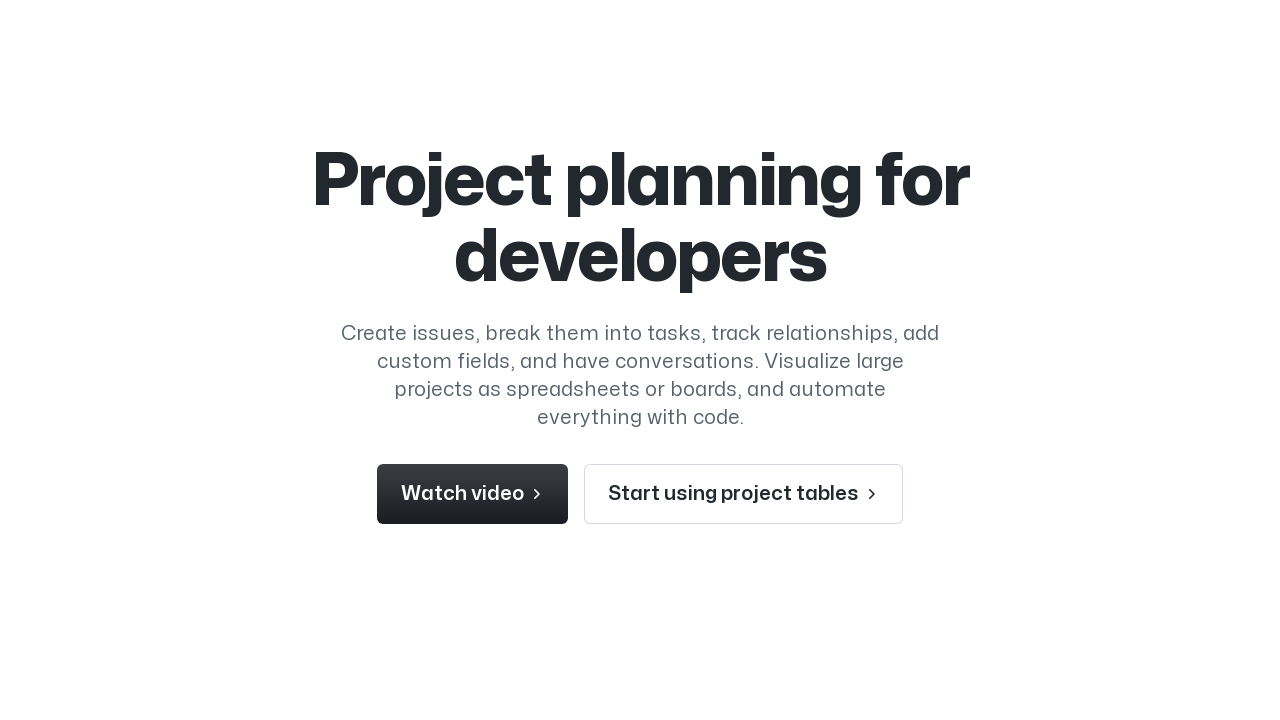 Project planning for
developers
Create issues, break them into tasks, track relationships, add
custom fields, and have conversations. Visualize large
projects as spreadsheets or boards, and automate
everything with code.
Watch video
Start using project tables